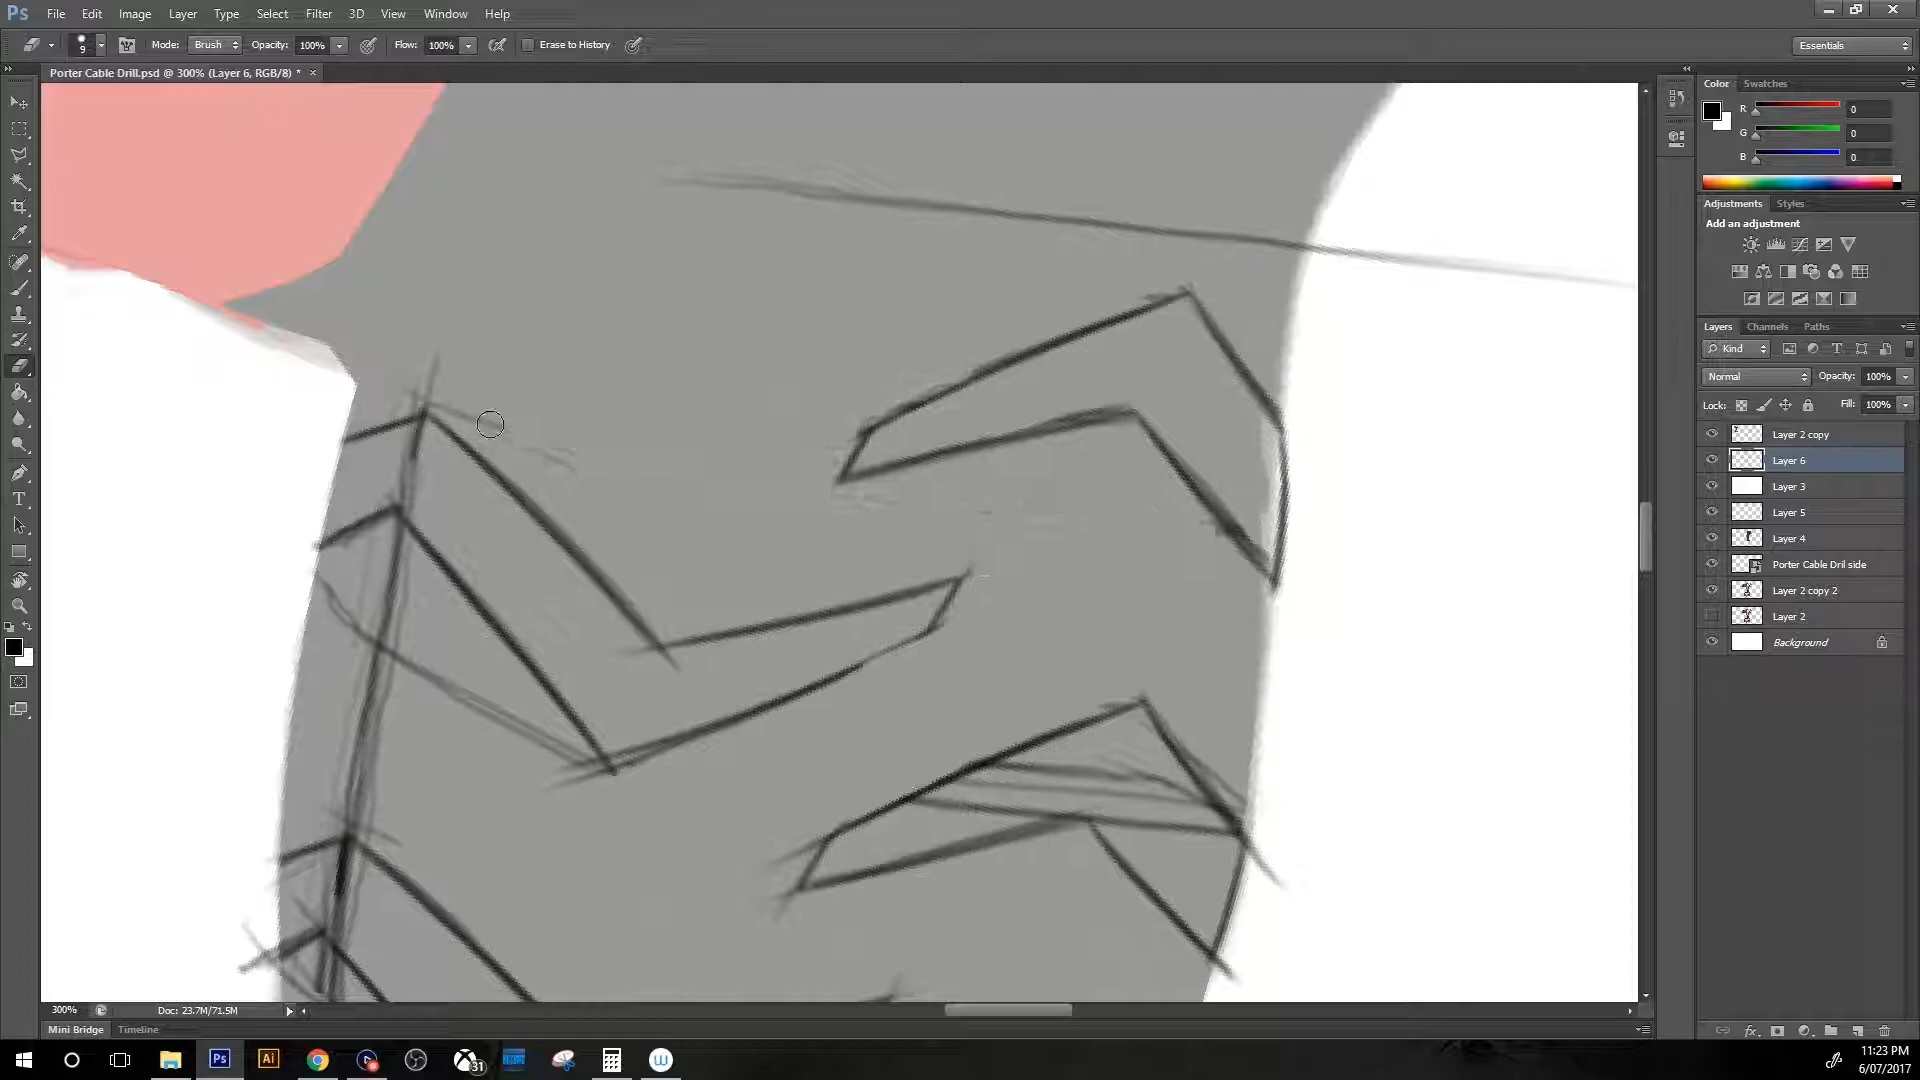 Ps File Edit Image Layer Type Select Filter 3D View Window Help
9 Mode: Brush Opacity: 100% Flow: 100% Erase to History Essentials
Porter Cable Drill.psd @ 300% (Layer 6, RGB/8) * ×
Color Swatches
R 0
G 0
B 0
Adjustments Styles
Add an adjustment
Layers Channels Paths
Kind
Normal Opacity: 100%
Lock: Fill: 100%
Layer 2 copy
Layer 6
Layer 3
Layer 5
Layer 4
Porter Cable Dril side
Layer 2 copy 2
Layer 2
Background
300% Doc: 23.7M/71.5M
Mini Bridge Timeline
Ps Ai 31 W
11:23 PM
6/07/2017